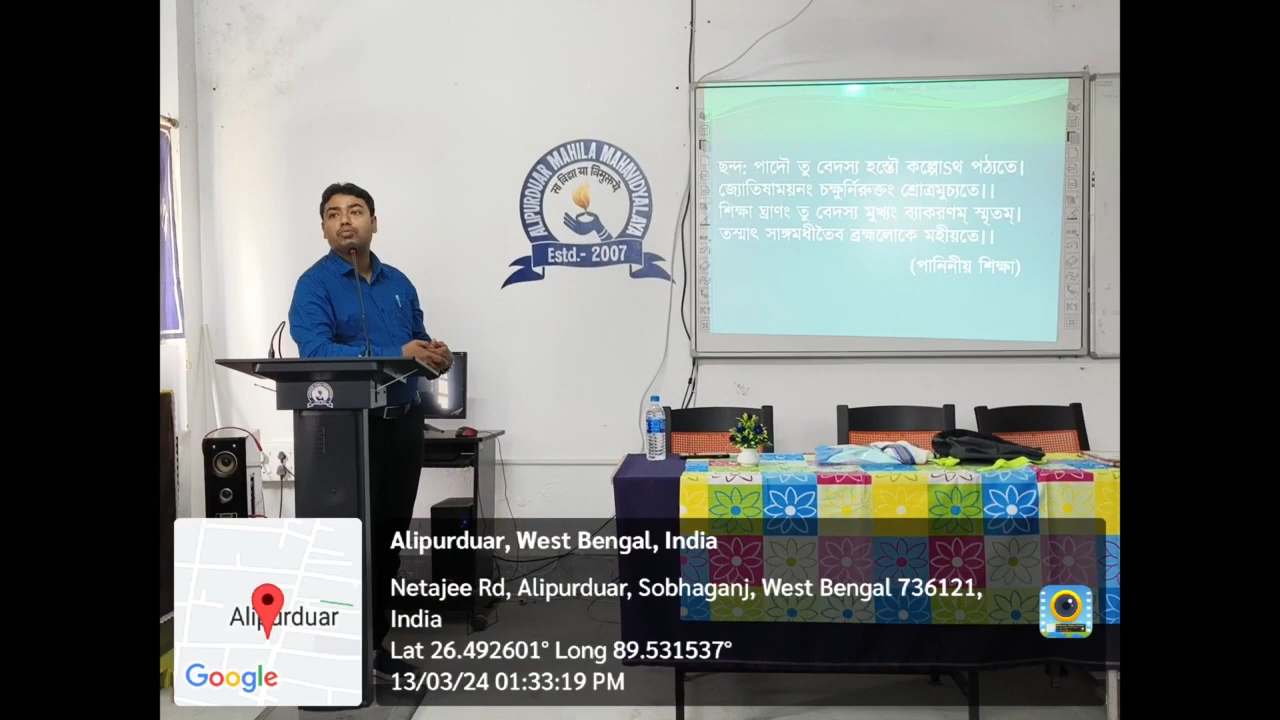 ALIPURDUAR MAHILA MAHAVIDYALAYA
सा विद्या या विमुक्तये
Estd.- 2007
ছন্দ: পাদৌ তু বেদস্য হস্তৌ কল্পোSথ পঠ্যতে।
জ্যোতিষাময়নং চক্ষুর্নিরুক্তং শ্রোত্রমুচ্যতে।।
শিক্ষা ঘ্রাণং তু বেদস্য মুখ্যং ব্যাকরণম্ স্মৃতম্।
তস্মাৎ সাঙ্গমধীতৈব ব্রহ্মলোকে মহীয়তে।।
(পানিনীয় শিক্ষা)
Alipurduar
Google
Alipurduar, West Bengal, India
Netajee Rd, Alipurduar, Sobhaganj, West Bengal 736121,
India
Lat 26.492601° Long 89.531537°
13/03/24 01:33:19 PM